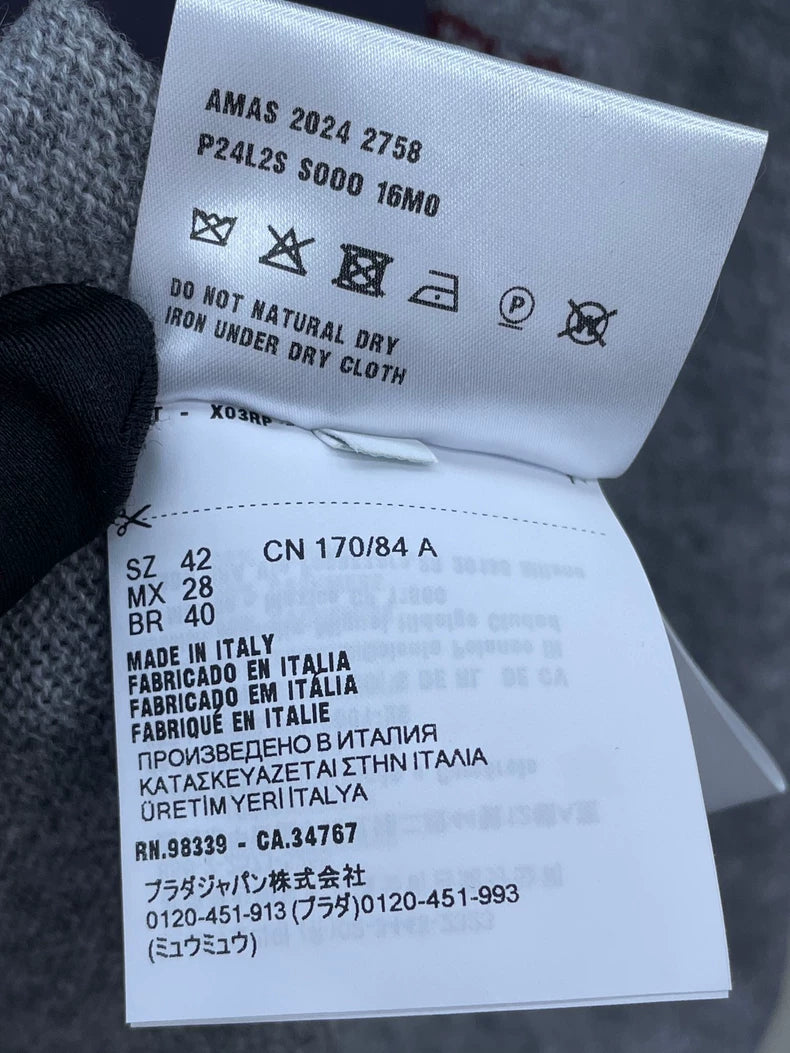 AMAS 2024 2758
P24L2S S000 16M0
P
DO NOT NATURAL DRY
IRON UNDER DRY CLOTH
T - X03RP
SZ 42 CN 170/84 A
MX 28
BR 40
MADE IN ITALY
FABRICADO EN ITALIA
FABRICADO EM ITÁLIA
FABRIQUÉ EN ITALIE
ПРОИЗВЕДЕНО В ИТАЛИЯ
ΚΑΤΑΣΚΕΥΑΖΕΤΑΙ ΣΤΗΝ ΙΤΑΛΙΑ
ÜRETİM YERİ İTALYA
RN.98339 - CA.34767
プラダジャパン株式会社
0120-451-913 (プラダ)0120-451-993
(ミュウミュウ)